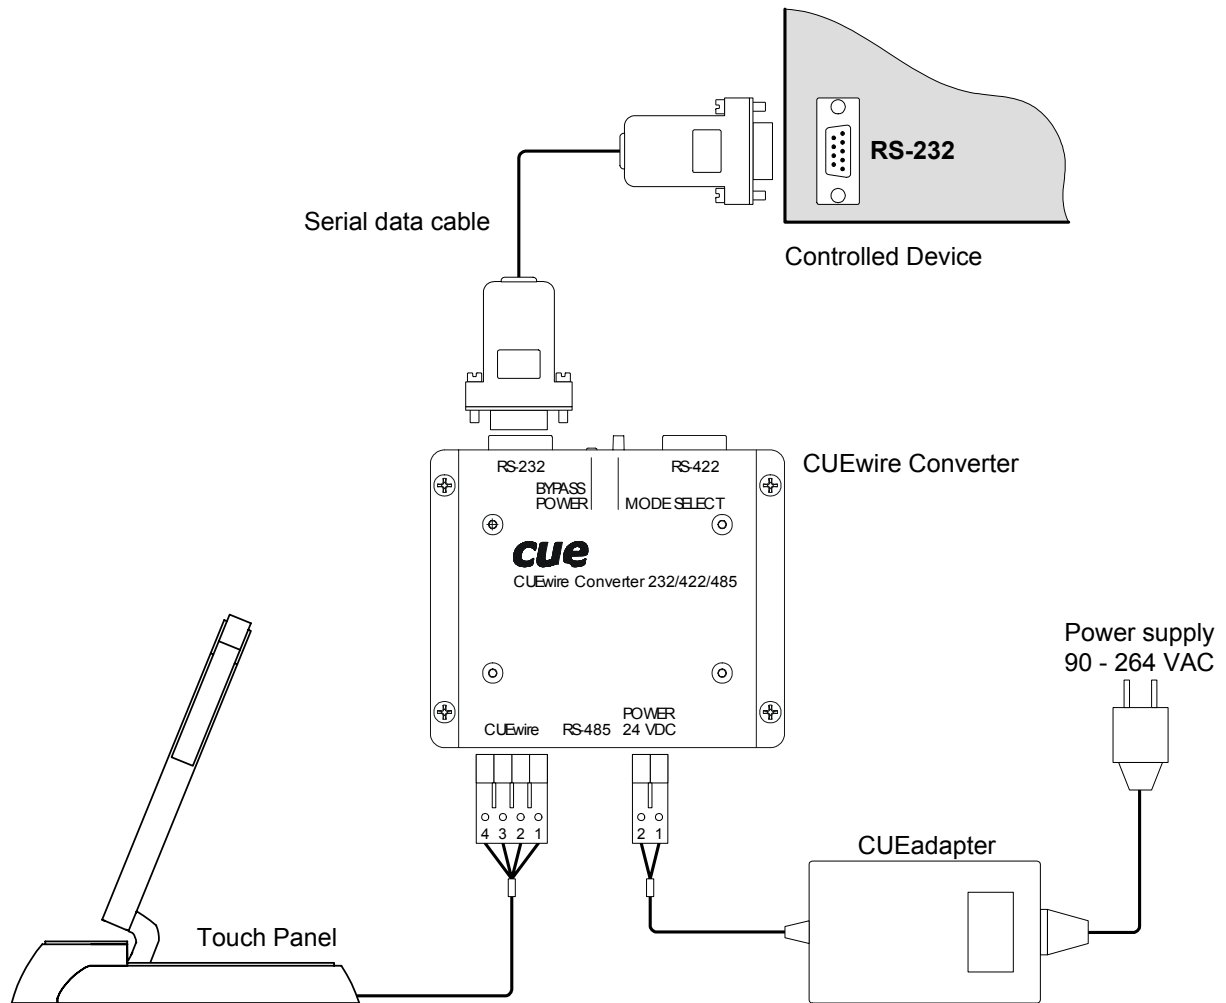 RS-232
Serial data cable
Controlled Device
CUEwire Converter
RS-232
RS-422
BYPASS
POWER
MODE SELECT
cue
CUEwire Converter 232/422/485
Power supply
90 - 264 VAC
CUEwire
RS-485
POWER
24 VDC
4 3 2 1
2 1
CUEadapter
Touch Panel